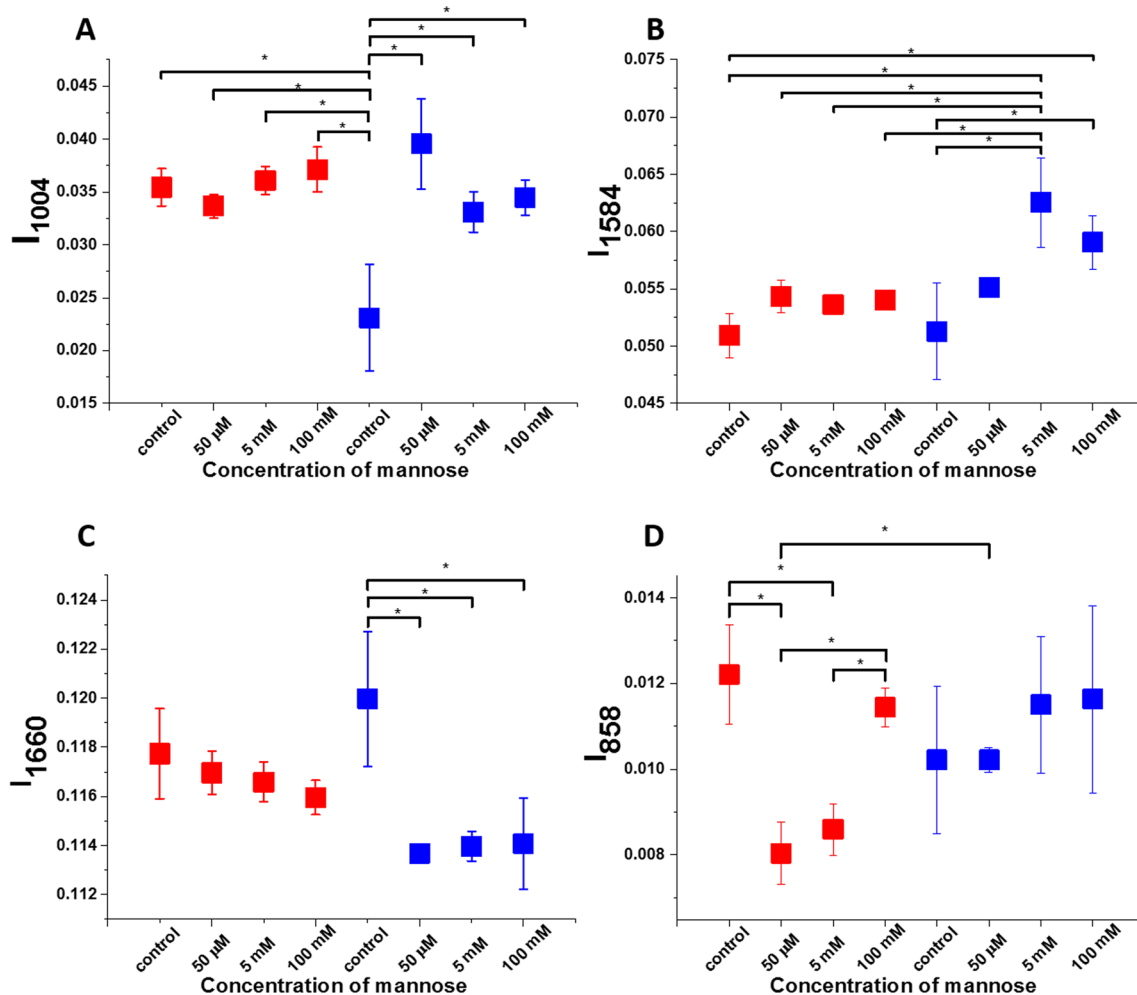 A
*
*
*
*
*
*
*
0.045
0.040
0.035
0.030
0.025
0.020
0.015
I1004
control
50 µM
5 mM
100 mM
control
50 µM
5 mM
100 mM
Concentration of mannose
B
*
*
*
*
*
*
*
0.075
0.070
0.065
0.060
0.055
0.050
0.045
I1584
control
50 µM
5 mM
100 mM
control
50 µM
5 mM
100 mM
Concentration of mannose
C
*
*
*
0.124
0.122
0.120
0.118
0.116
0.114
0.112
I1660
control
50 µM
5 mM
100 mM
control
50 µM
5 mM
100 mM
Concentration of mannose
D
*
*
*
*
*
0.014
0.012
0.010
0.008
I858
control
50 µM
5 mM
100 mM
control
50 µM
5 mM
100 mM
Concentration of mannose